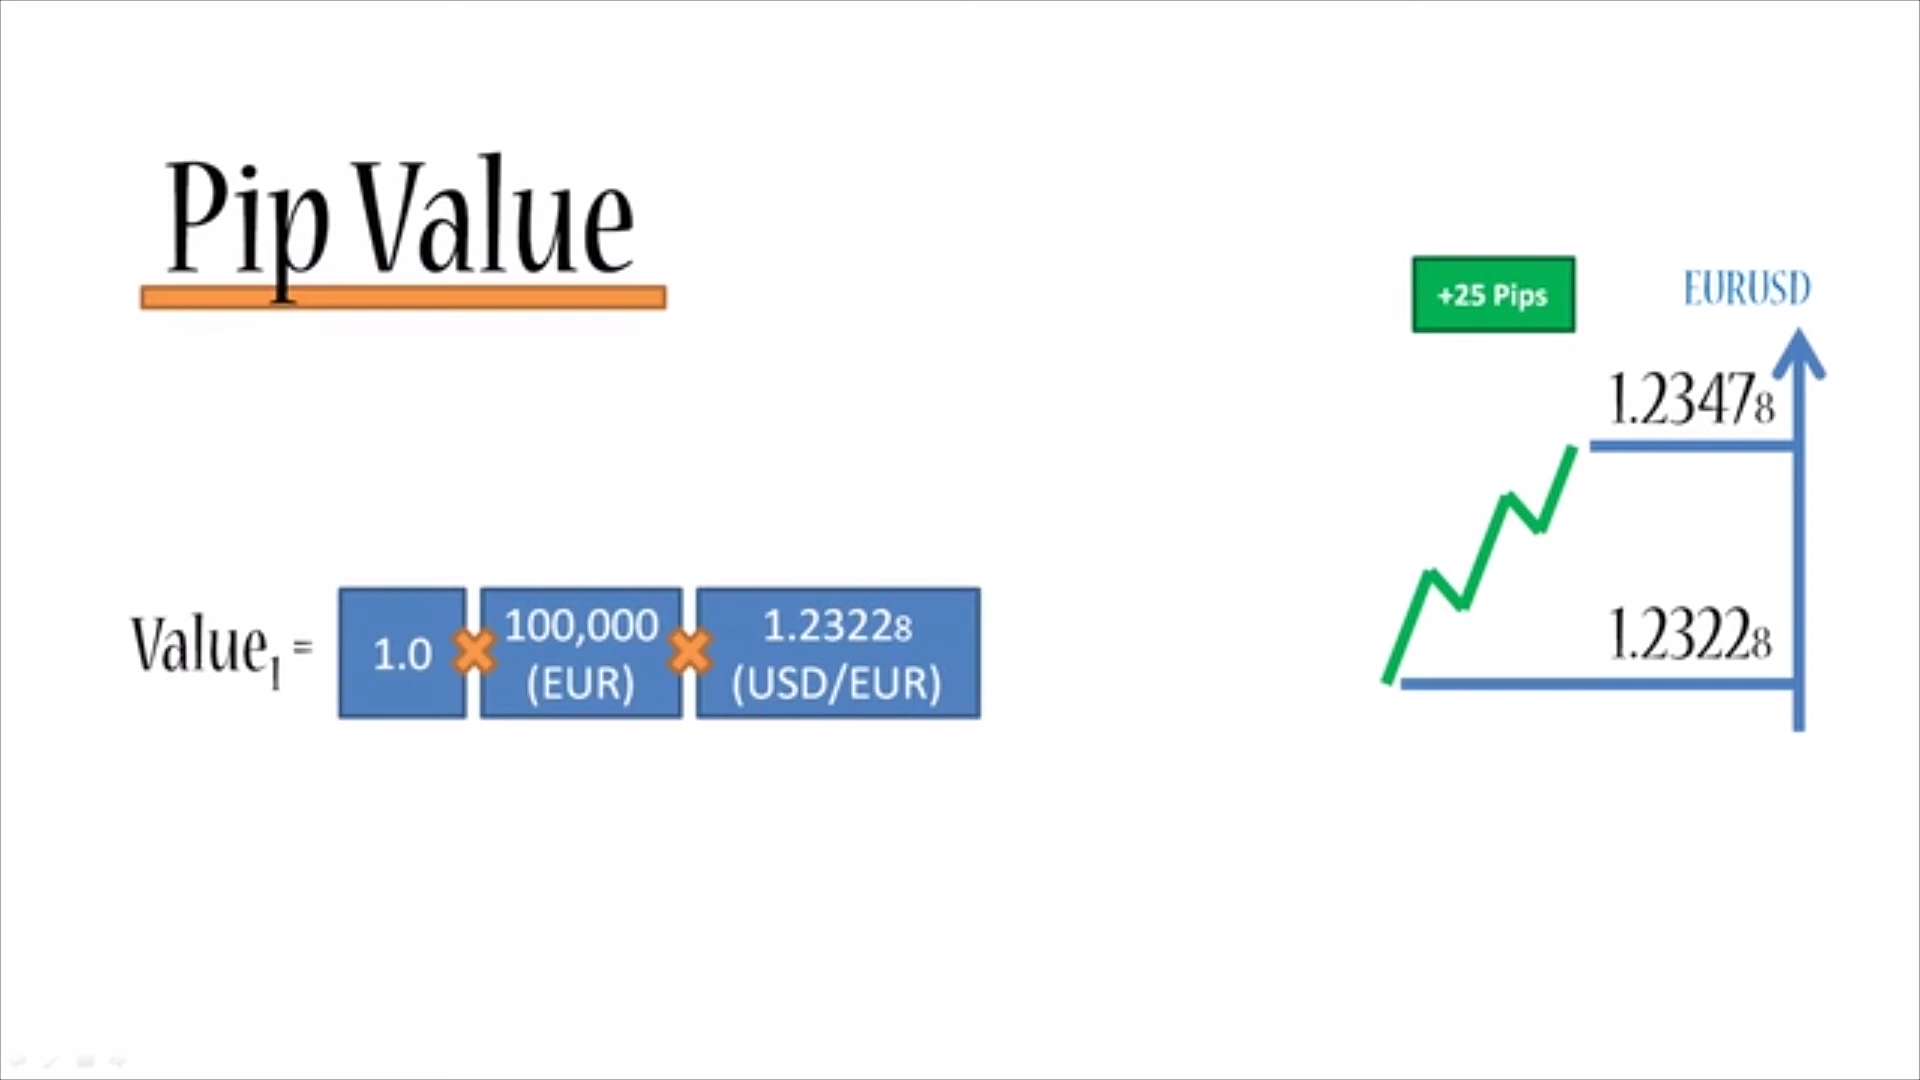 Pip Value
+25 Pips
EURUSD
1.23478
1.23228
Value1 =
1.0
100,000
(EUR)
1.23228
(USD/EUR)